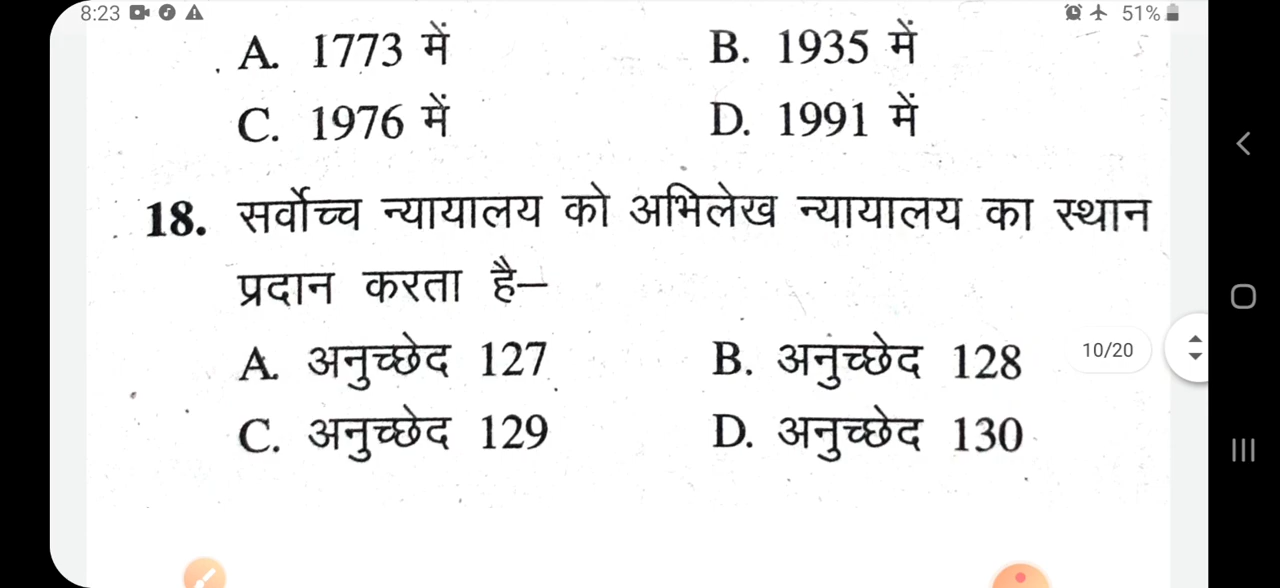 8:23 51%
A. 1773 में B. 1935 में
C. 1976 में D. 1991 में
18. सर्वोच्च न्यायालय को अभिलेख न्यायालय का स्थान
प्रदान करता है–
A. अनुच्छेद 127 B. अनुच्छेद 128
10/20
C. अनुच्छेद 129 D. अनुच्छेद 130